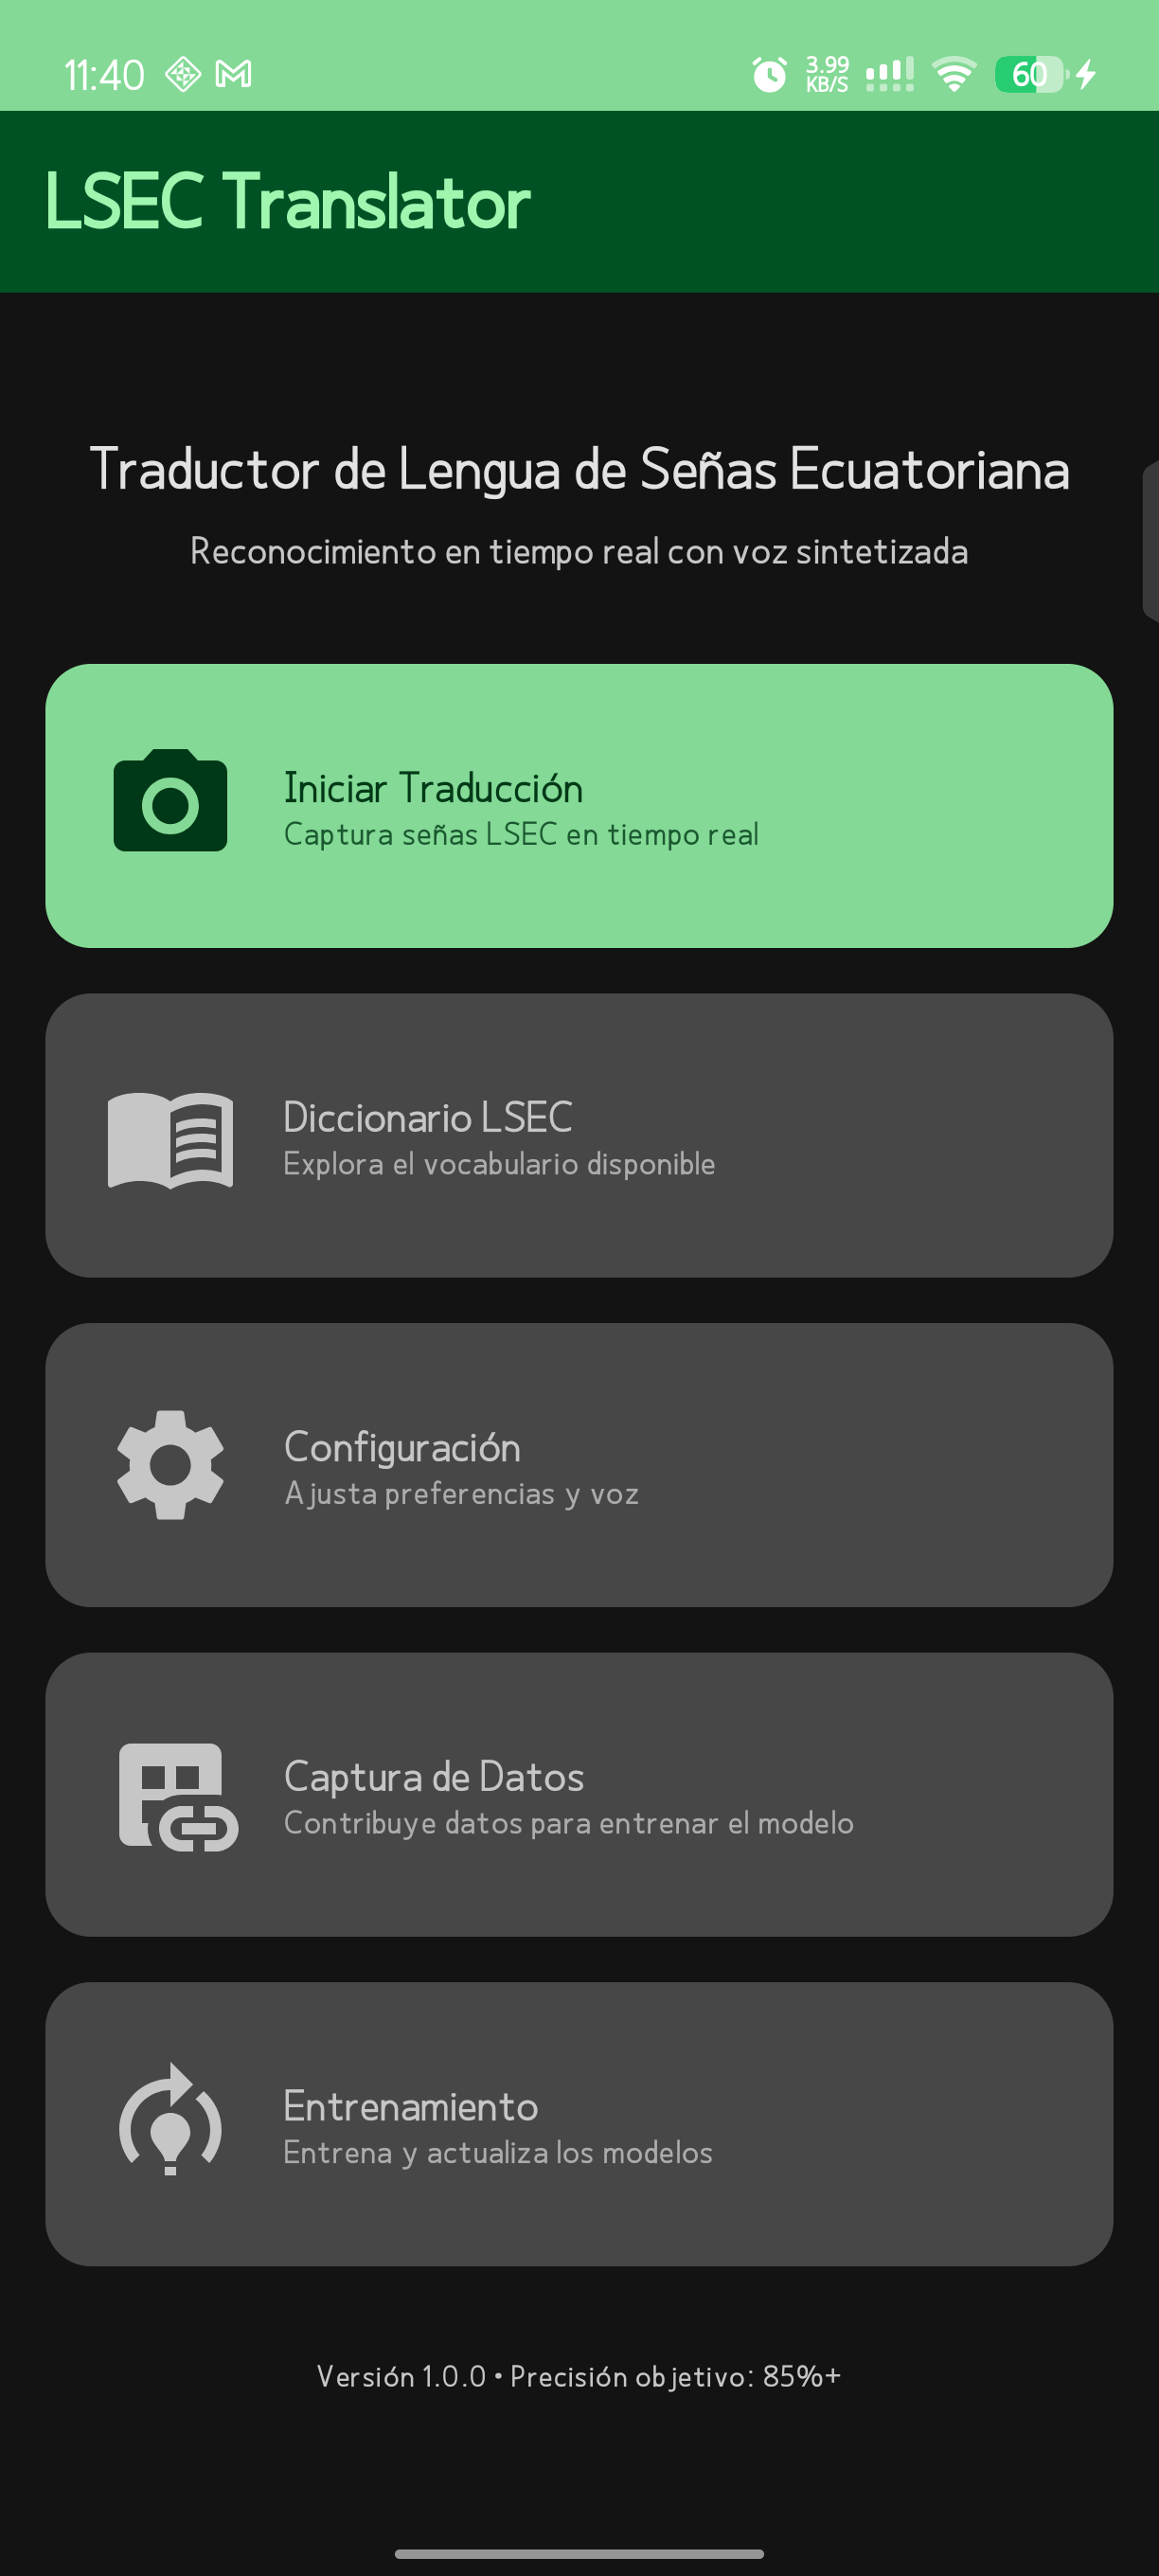 11:40
3.99
KB/S
60
LSEC Translator
Traductor de Lengua de Señas Ecuatoriana
Reconocimiento en tiempo real con voz sintetizada
Iniciar Traducción
Captura señas LSEC en tiempo real
Diccionario LSEC
Explora el vocabulario disponible
Configuración
Ajusta preferencias y voz
Captura de Datos
Contribuye datos para entrenar el modelo
Entrenamiento
Entrena y actualiza los modelos
Versión 1.0.0 • Precisión objetivo: 85%+